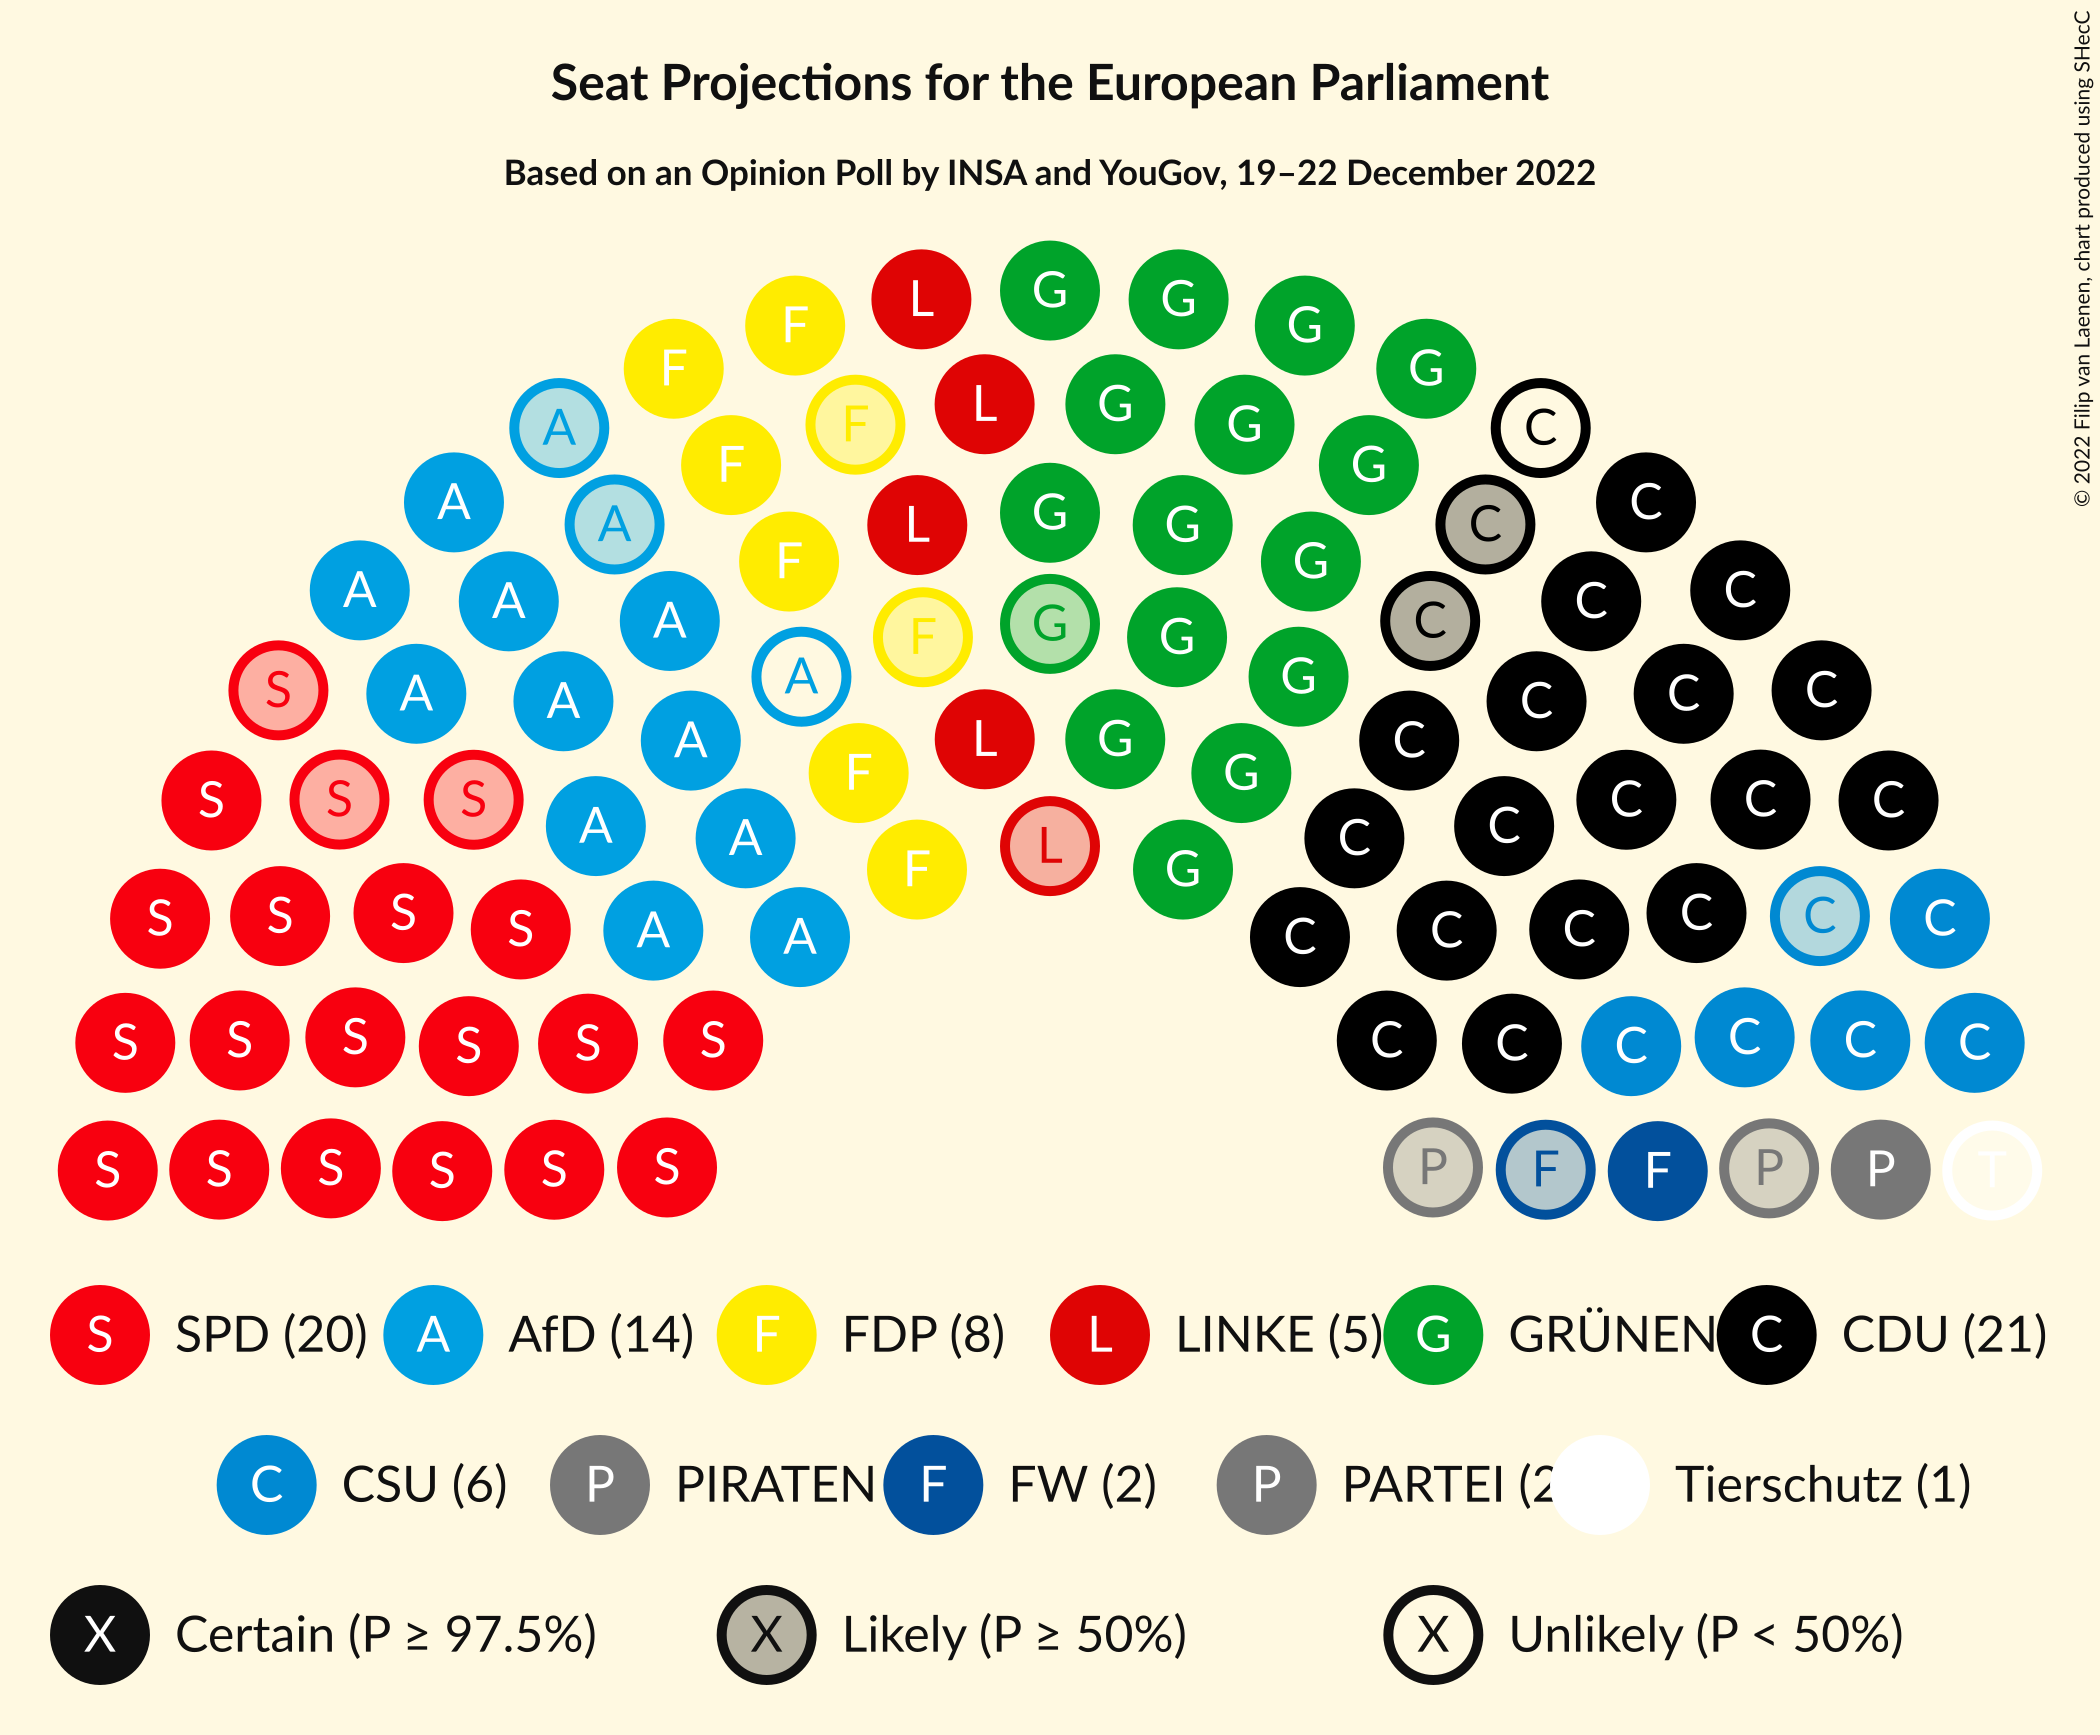 Seat Projections for the European Parliament
Based on an Opinion Poll by INSA and YouGov, 19–22 December 2022
© 2022 Filip van Laenen, chart produced using SHecC
F L G G G
F G
A F L G G C
F G
A A L G G C C
A A F G C C
A F G G C
S A A A G C C C
A L G C
S S S F G C C C
A A L C C
F G
S S S S A A C C C C C C
S S S S S S C C C C C C
S S S S S S P F F P P T
S SPD (20) A AfD (14) F FDP (8) L LINKE (5) G GRÜNEN C CDU (21)
C CSU (6) P PIRATEN F FW (2) P PARTEI (2 Tierschutz (1)
X Certain (P ≥ 97.5%) X Likely (P ≥ 50%) X Unlikely (P < 50%)